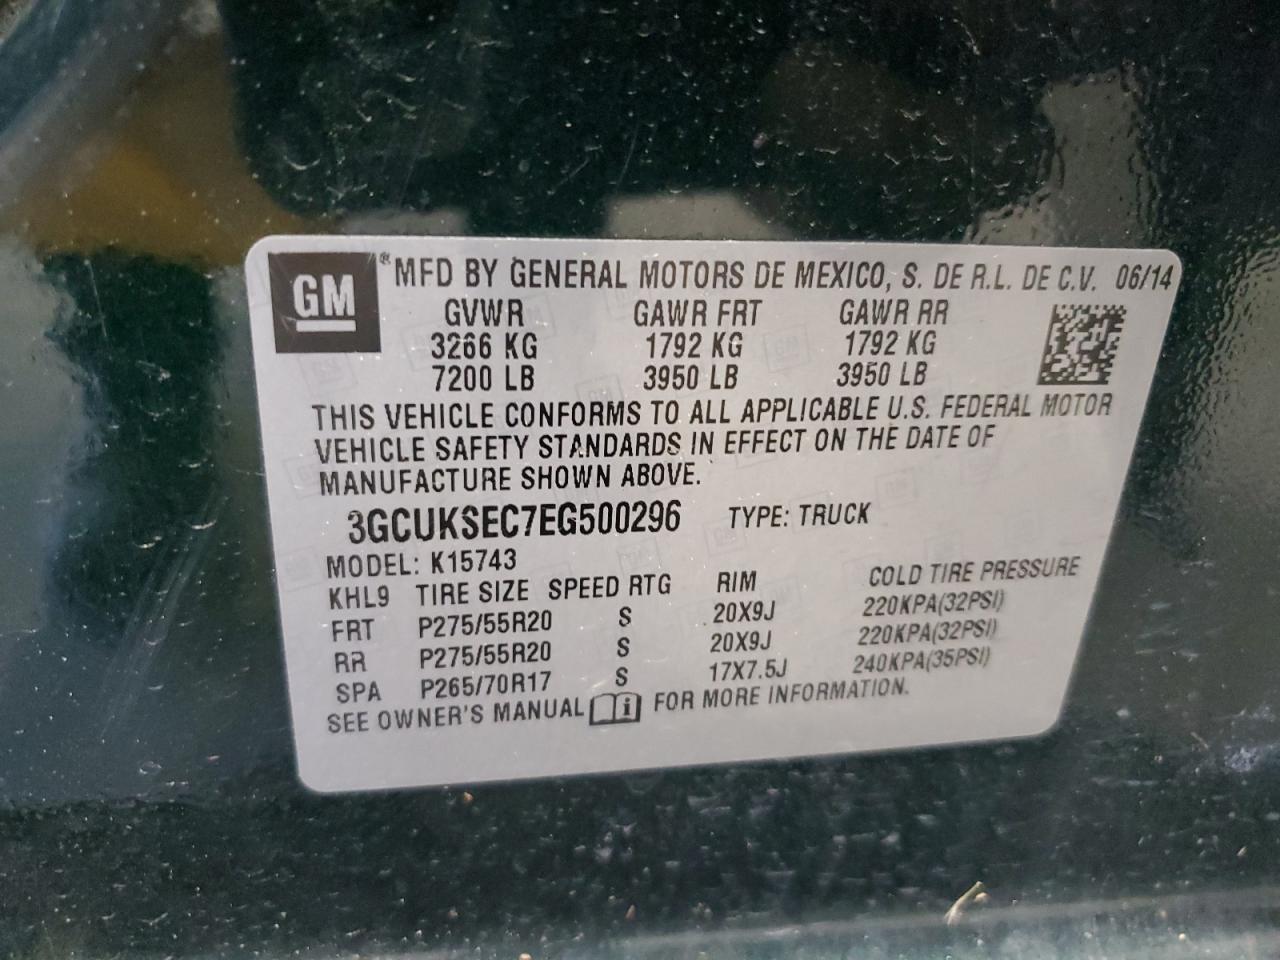 GM ® MFD BY GENERAL MOTORS DE MEXICO, S. DE R.L. DE C.V. 06/14
GVWR GAWR FRT GAWR RR
3266 KG 1792 KG 1792 KG
7200 LB 3950 LB 3950 LB
THIS VEHICLE CONFORMS TO ALL APPLICABLE U.S. FEDERAL MOTOR
VEHICLE SAFETY STANDARDS IN EFFECT ON THE DATE OF
MANUFACTURE SHOWN ABOVE.
3GCUKSEC7EG500296 TYPE: TRUCK
MODEL: K15743
KHL9 TIRE SIZE SPEED RTG RIM COLD TIRE PRESSURE
FRT P275/55R20 S 20X9J 220KPA(32PSI)
RR P275/55R20 S 20X9J 220KPA(32PSI)
SPA P265/70R17 S 17X7.5J 240KPA(35PSI)
SEE OWNER'S MANUAL i FOR MORE INFORMATION.